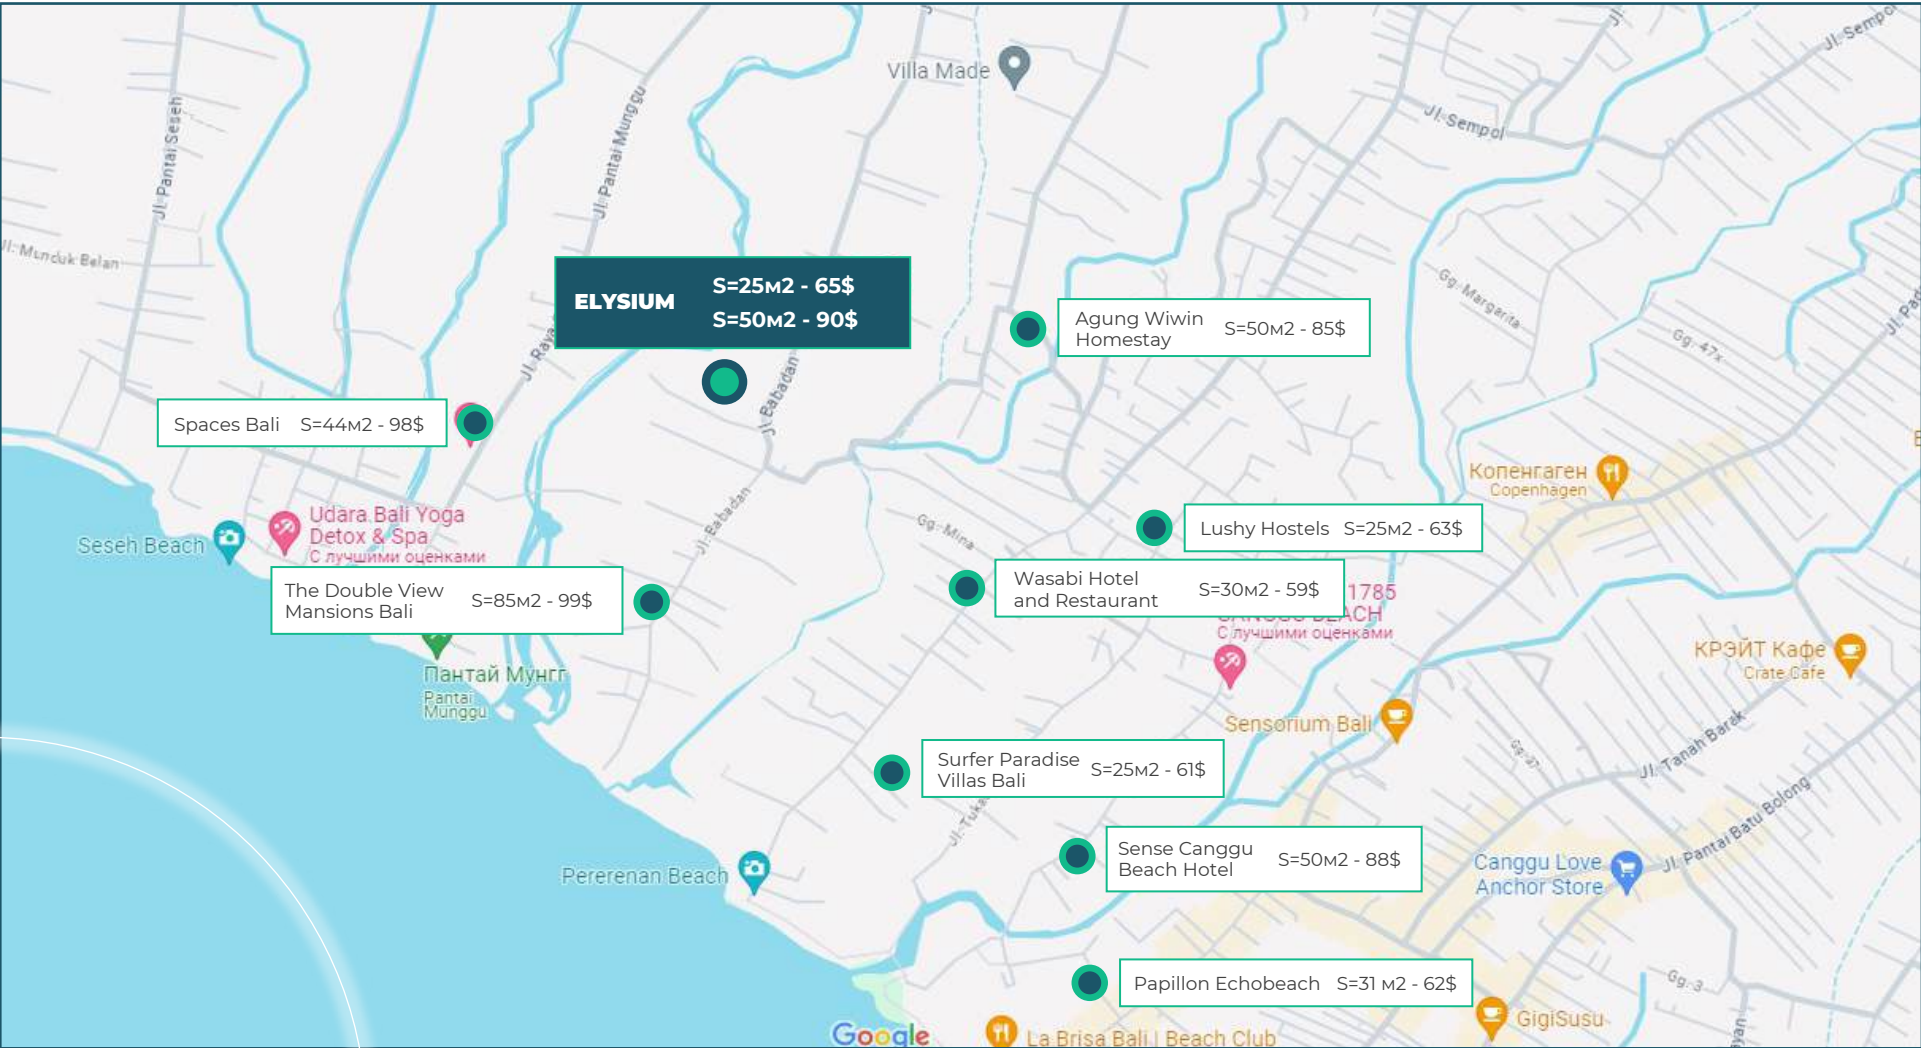 Villa Made
Jl. Sempol
Jl. Sempol
Jl. Pantai Seseh
Jl. Pantai Munggu
Jl. Munduk Belan
ELYSIUM
S=25м2 - 65$
S=50м2 - 90$
Gg. Margarita
Gg. 47x
Agung Wiwin
Homestay
S=50м2 - 85$
Jl. Babadan
Spaces Bali S=44м2 - 98$
Копенгаген
Copenhagen
Udara Bali Yoga
Detox & Spa
С лучшими оценками
Seseh Beach
Jl. Babadan
Gg. Mina
Lushy Hostels S=25м2 - 63$
The Double View
Mansions Bali
S=85м2 - 99$
Wasabi Hotel
and Restaurant
S=30м2 - 59$
1785
BEACH
С лучшими оценками
КРЭЙТ Кафе
Crate Cafe
Пантай Мунгг
Pantai
Munggu
Sensorium Bali
Jl. Tanah Barak
Surfer Paradise
Villas Bali
S=25м2 - 61$
Jl. Pantai Batu Bolong
Sense Canggu
Beach Hotel
S=50м2 - 88$
Canggu Love
Anchor Store
Pererenan Beach
Papillon Echobeach S=31 м2 - 62$
Gg. 3
GigiSusu
Google
La Brisa Bali | Beach Club